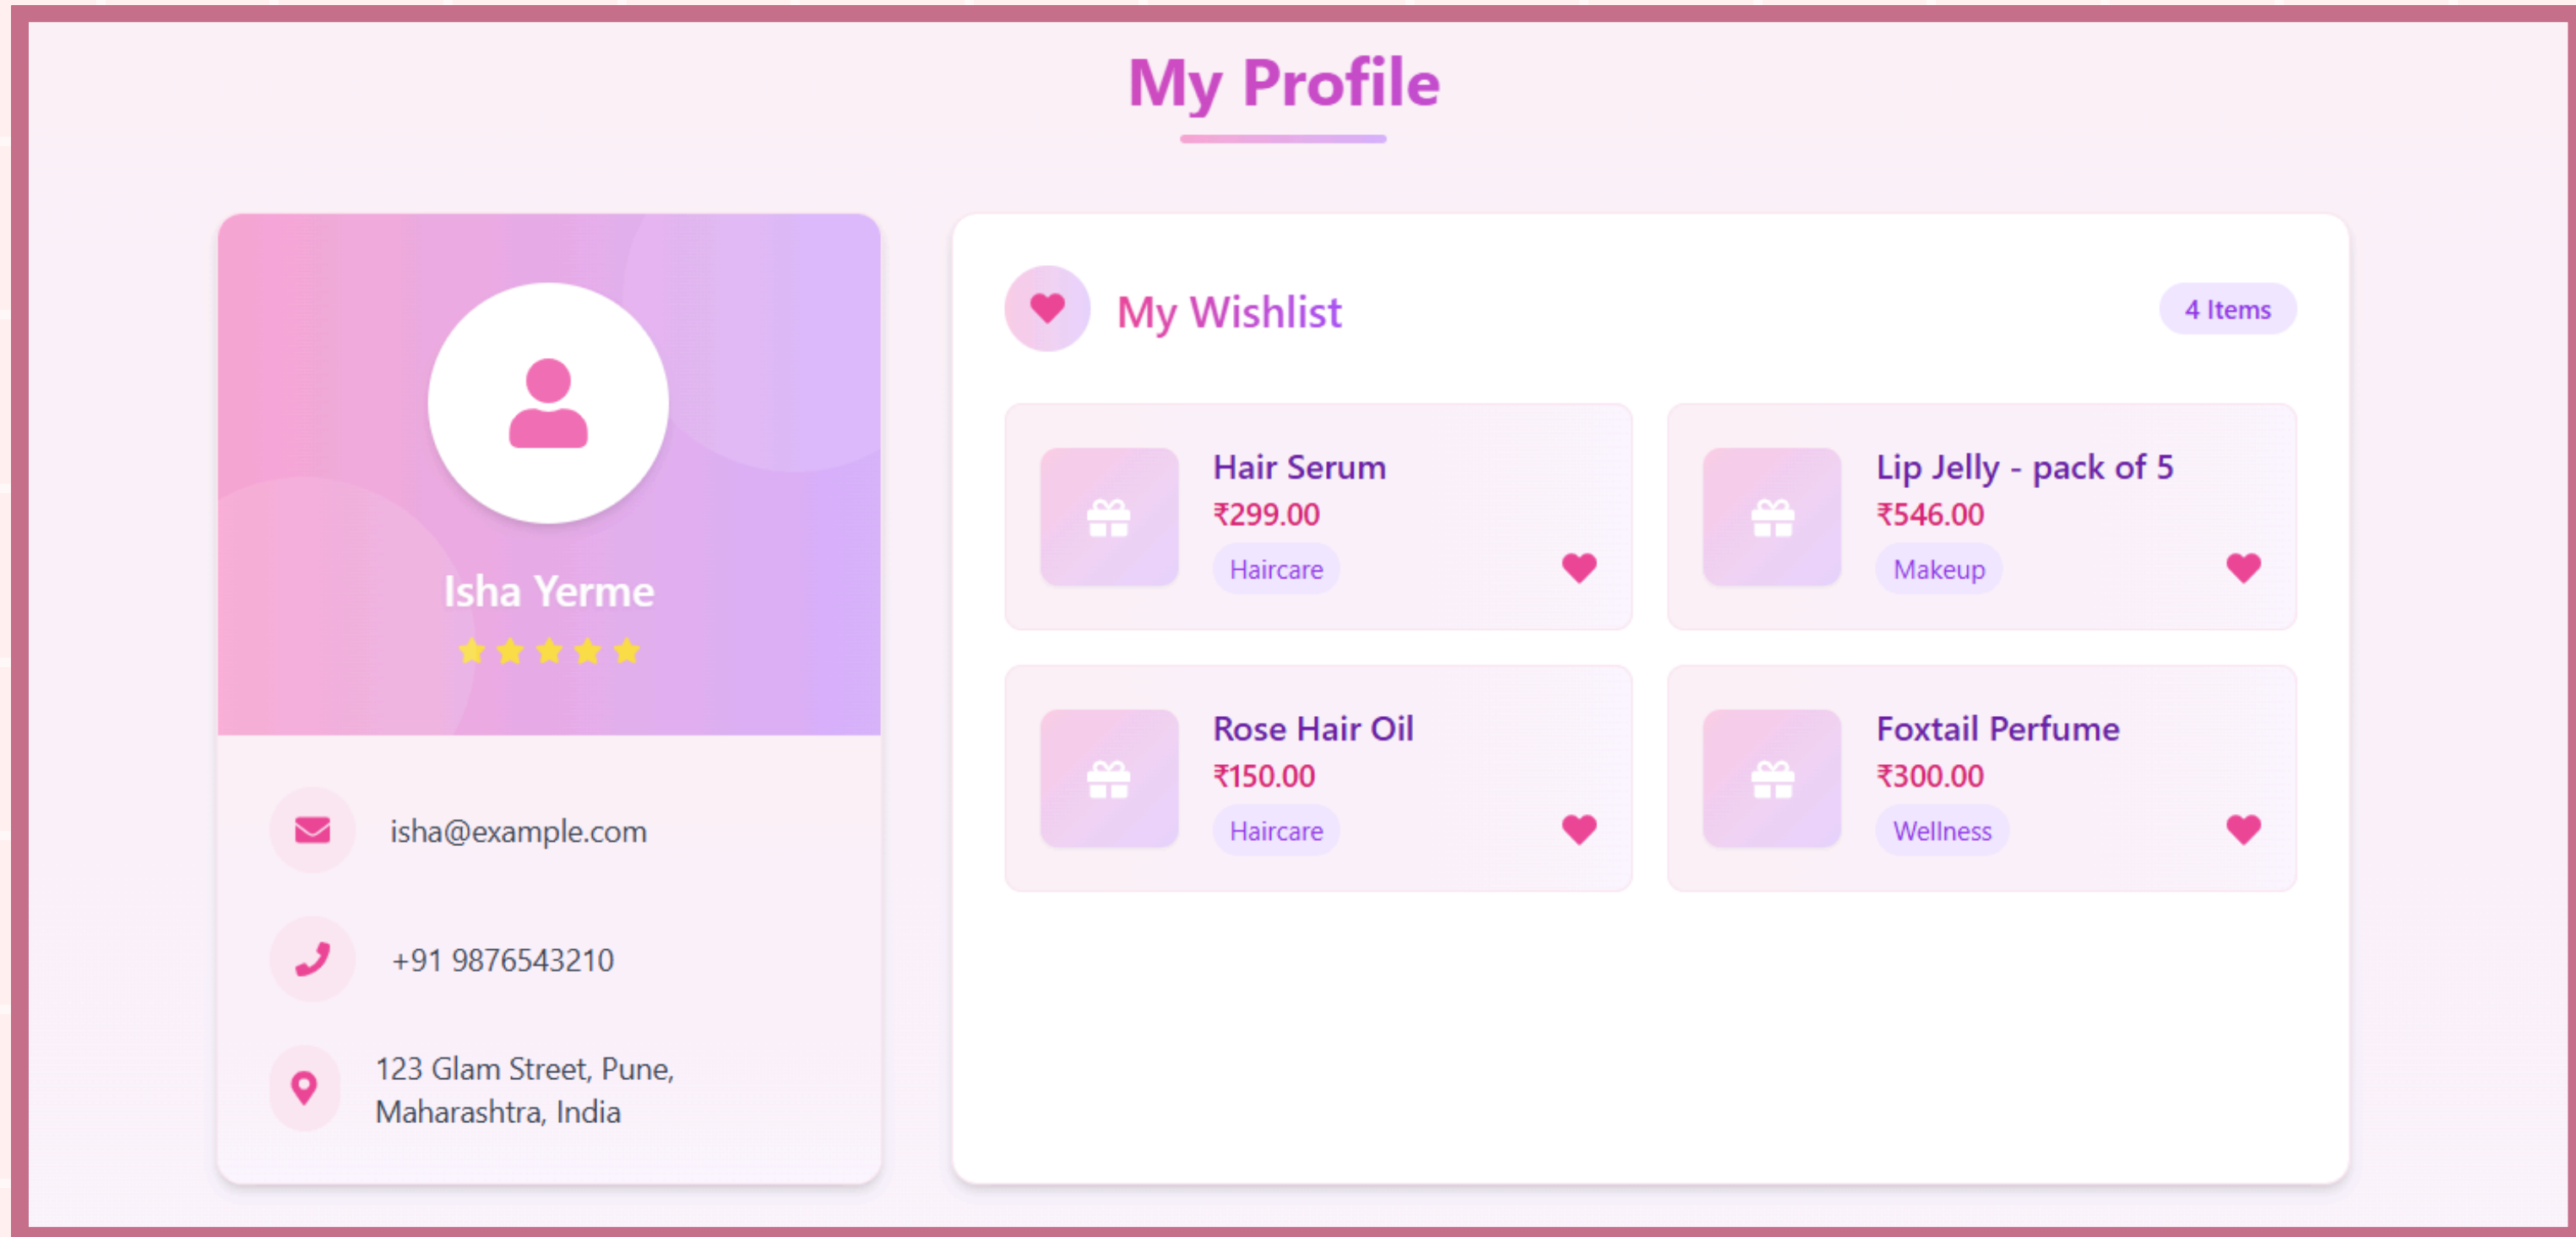 My Profile
Isha Yerme
isha@example.com
+91 9876543210
123 Glam Street, Pune,
Maharashtra, India
My Wishlist
4 Items
Hair Serum
₹299.00
Haircare
Lip Jelly - pack of 5
₹546.00
Makeup
Rose Hair Oil
₹150.00
Haircare
Foxtail Perfume
₹300.00
Wellness